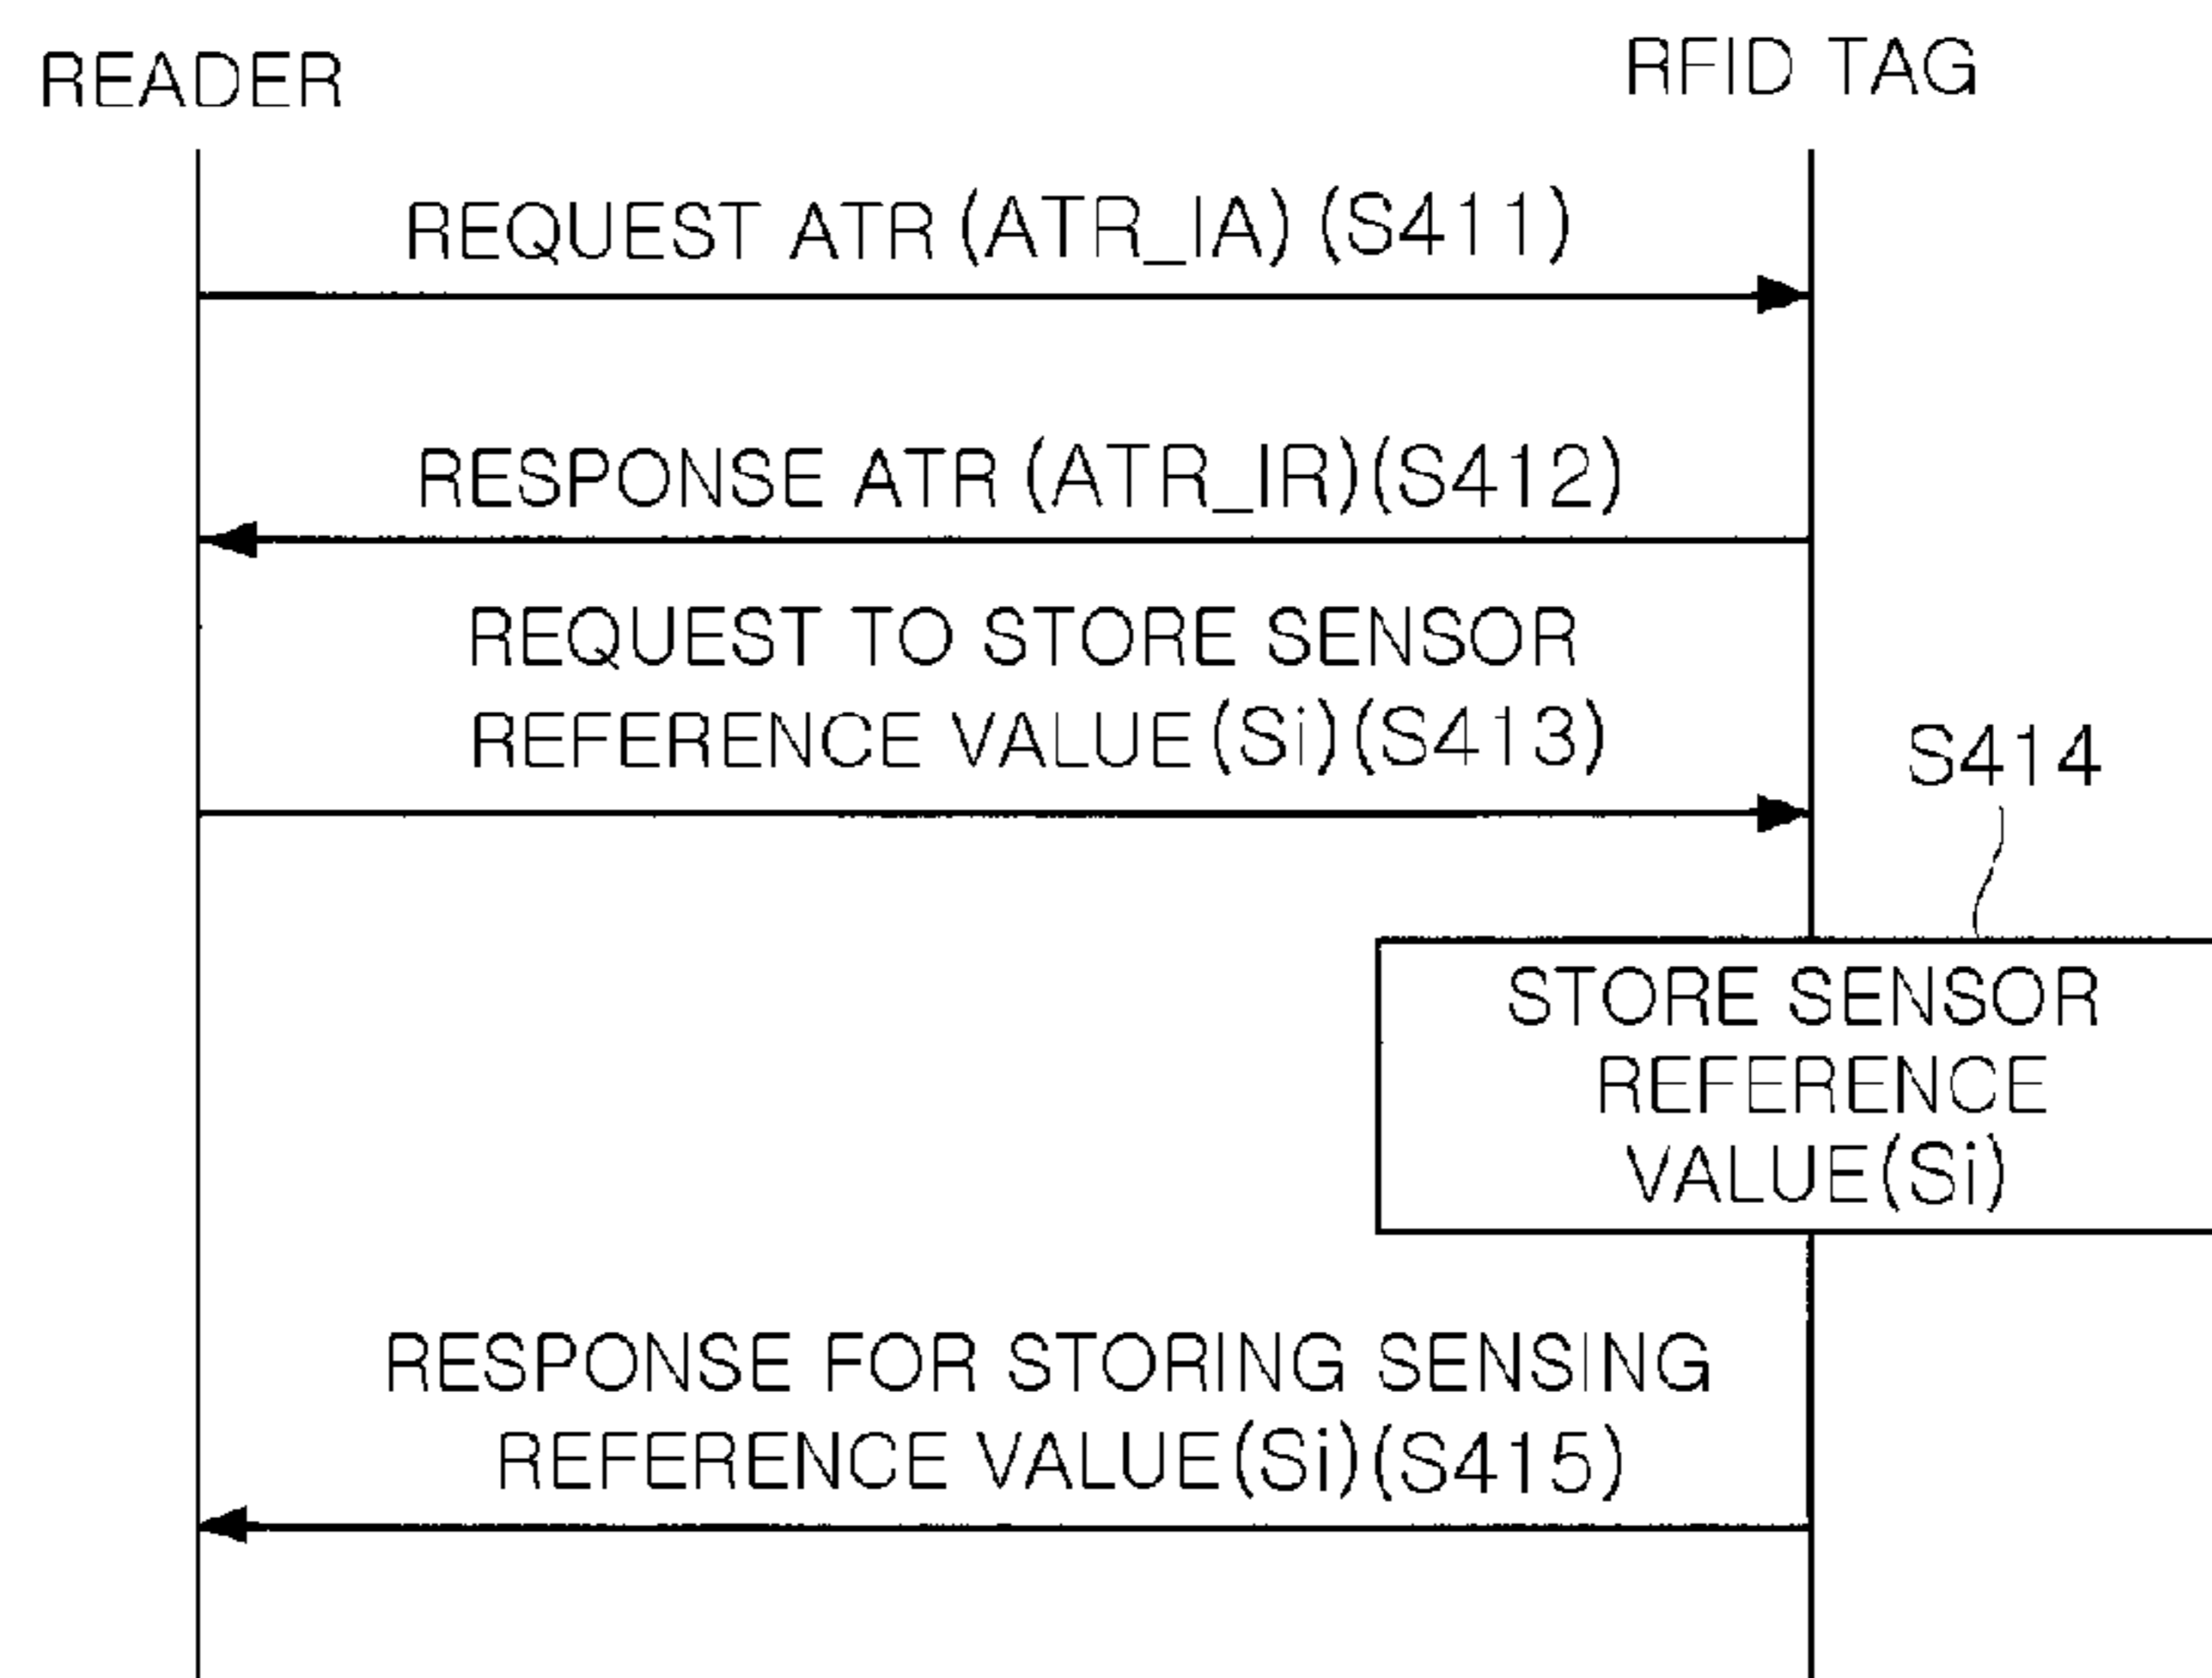 READER
RFID TAG
REQUEST ATR (ATR_IA) (S411)
RESPONSE ATR (ATR_IR)(S412)
REQUEST TO STORE SENSOR
REFERENCE VALUE(Si)(S413)
S414
STORE SENSOR
REFERENCE
VALUE(Si)
RESPONSE FOR STORING SENSING
REFERENCE VALUE(Si)(S415)